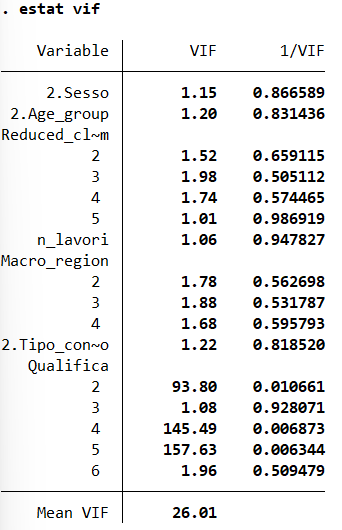 . estat vif
Variable | VIF 1/VIF
2.Sesso | 1.15 0.866589
2.Age_group | 1.20 0.831436
Reduced_cl~m |
2 | 1.52 0.659115
3 | 1.98 0.505112
4 | 1.74 0.574465
5 | 1.01 0.986919
n_lavori | 1.06 0.947827
Macro_region |
2 | 1.78 0.562698
3 | 1.88 0.531787
4 | 1.68 0.595793
2.Tipo_con~o | 1.22 0.818520
Qualifica |
2 | 93.80 0.010661
3 | 1.08 0.928071
4 | 145.49 0.006873
5 | 157.63 0.006344
6 | 1.96 0.509479
Mean VIF | 26.01